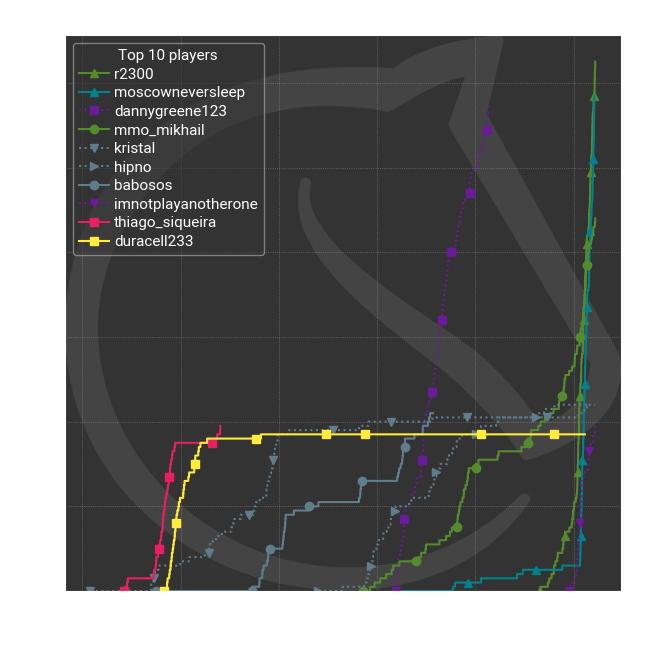 Top 10 players
r2300
moscowneversleep
dannygreene123
mmo_mikhail
kristal
hipno
babosos
imnotplayanotherone
thiago_siqueira
duracell233